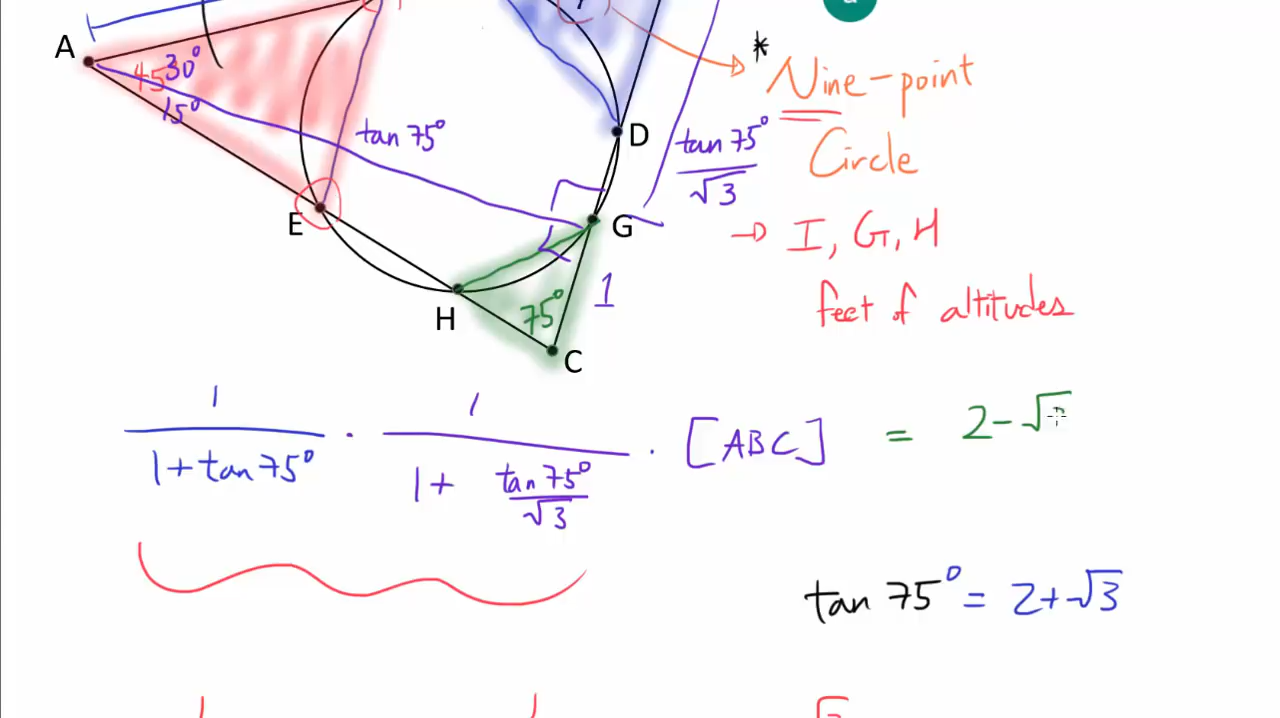 A
45
30°
15°
tan 75°
D
tan 75°
√3
E
G
H
75°
1
C
* Nine-point
Circle
→ I, G, H
feet of altitudes
1
1 + tan 75°
·
1
1 + tan 75°
√3
· [ABC] = 2 - √
tan 75° = 2 + √3